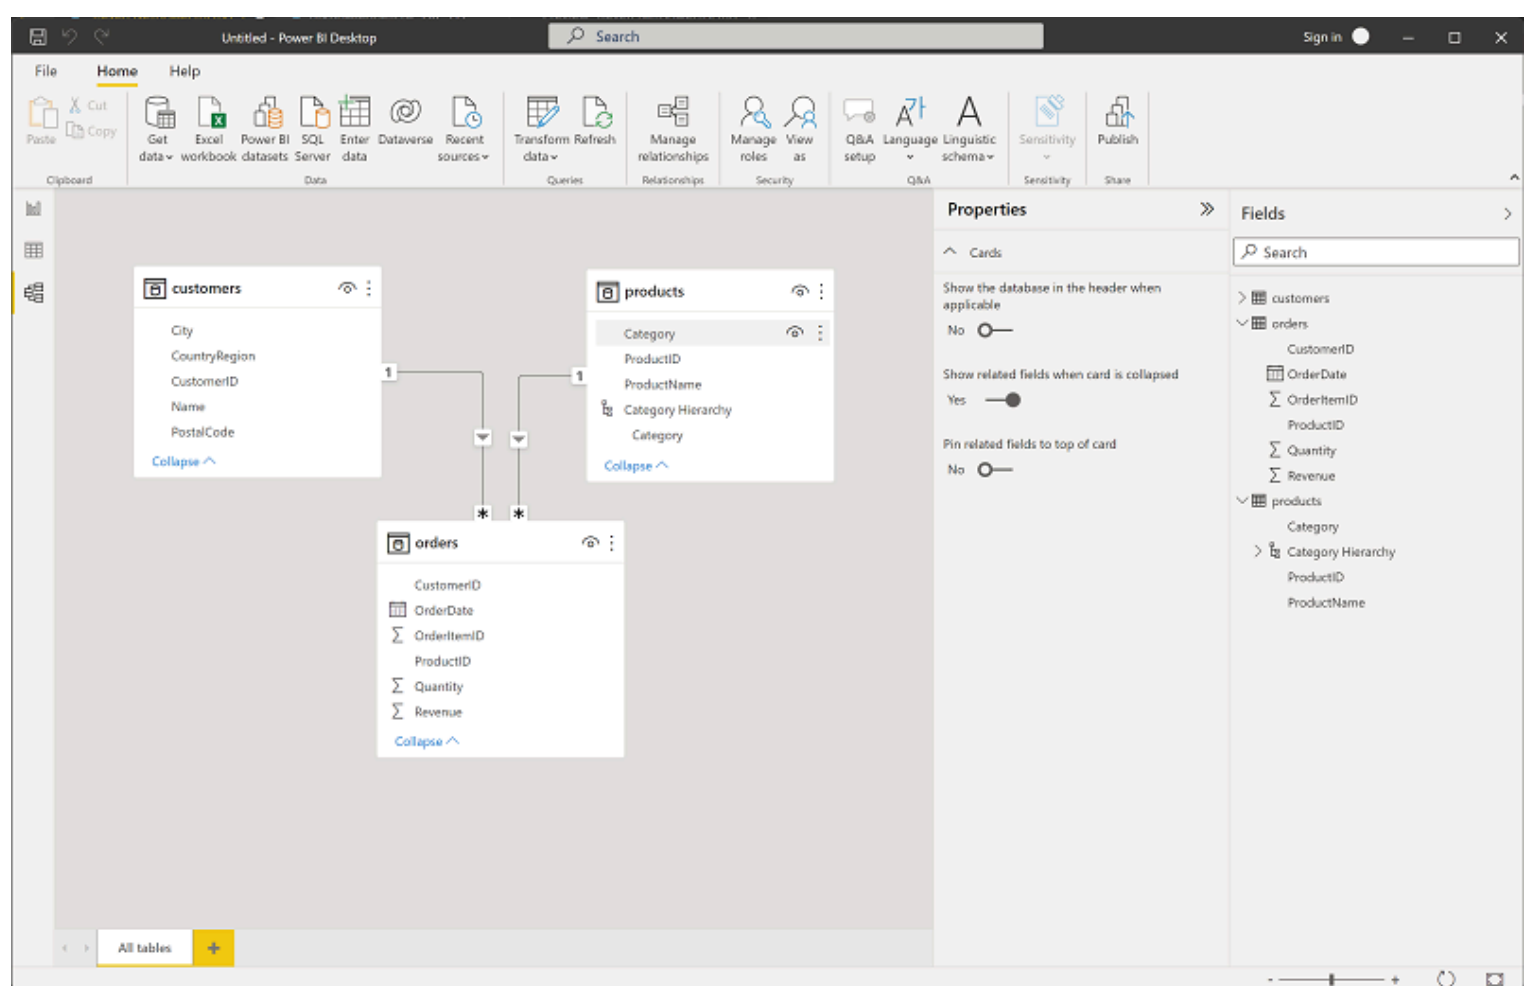 Untitled - Power BI Desktop
Search
Sign in
File Home Help
Paste
Cut
Copy
Clipboard
Get data
Excel workbook
Power BI datasets
SQL Server
Enter data
Dataverse
Recent sources
Data
Transform data
Refresh
Queries
Manage relationships
Relationships
Manage roles
View as
Security
Q&A setup
Language
Linguistic schema
Q&A
Sensitivity
Sensitivity
Publish
Share
customers
City
CountryRegion
CustomerID
Name
PostalCode
Collapse
1
1
products
Category
ProductID
ProductName
Category Hierarchy
Category
Collapse
* *
orders
CustomerID
OrderDate
OrderItemID
ProductID
Quantity
Revenue
Collapse
All tables
+
Properties
Cards
Show the database in the header when
applicable
No
Show related fields when card is collapsed
Yes
Pin related fields to top of card
No
Fields
Search
customers
orders
CustomerID
OrderDate
OrderItemID
ProductID
Quantity
Revenue
products
Category
Category Hierarchy
ProductID
ProductName
- +